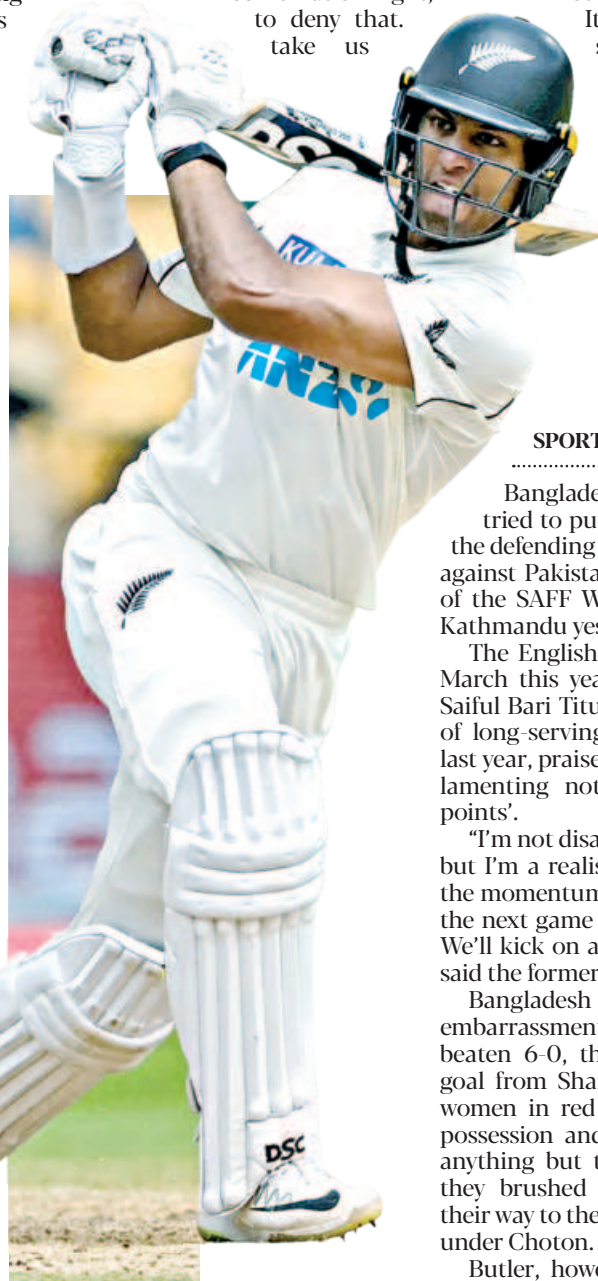 to deny that.
take us
It
DSC
ANZ
SPORT
Banglade
tried to pu
the defending
against Pakista
of the SAFF W
Kathmandu yes
The English
March this yea
Saiful Bari Titu
of long-serving
last year, praise
lamenting not
points'.
"I'm not disa
but I'm a realis
the momentum
the next game
We'll kick on a
said the former
Bangladesh
embarrassment
beaten 6-0, th
goal from Sha
women in red
possession and
anything but t
they brushed
their way to the
under Choton.
Butler, howe
DSC